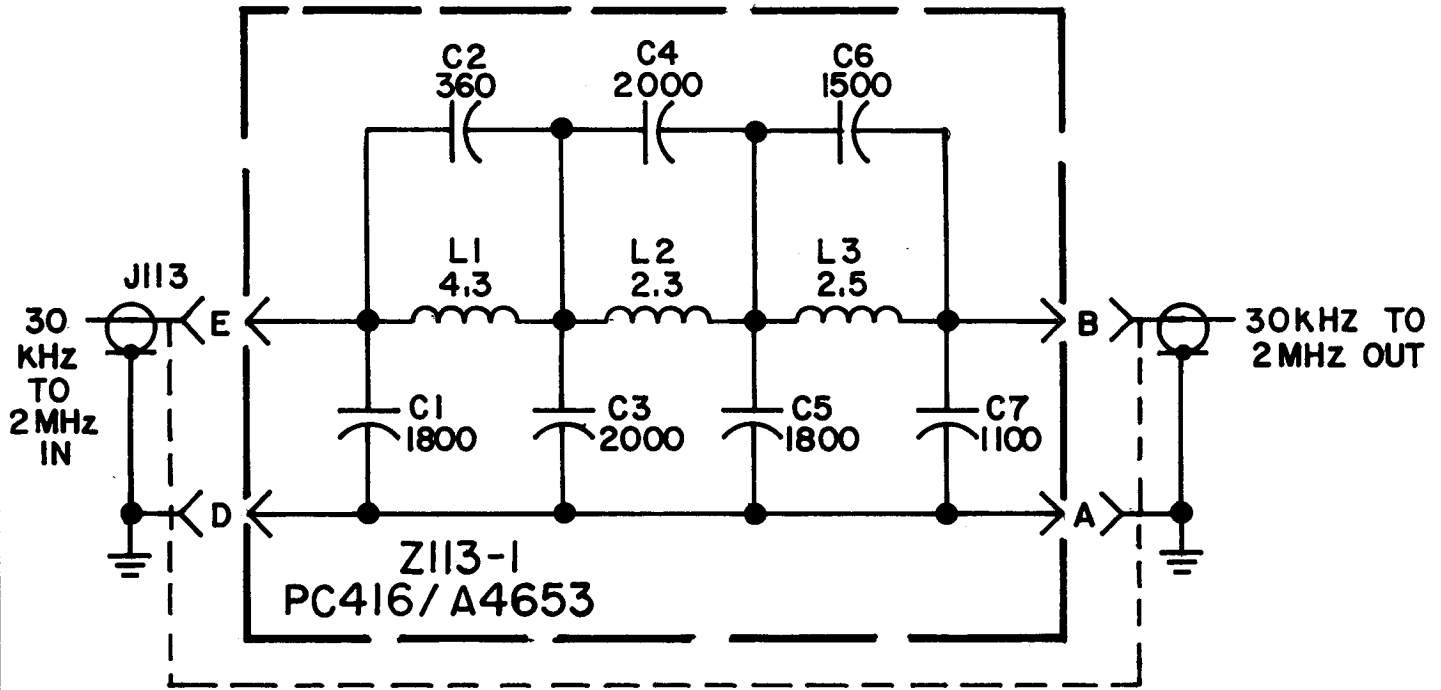 C2
360
C4
2000
C6
1500
L1
4.3
L2
2.3
L3
2.5
J113
30
KHz
TO
2MHz
IN
E
B
30KHz TO
2MHz OUT
C1
1800
C3
2000
C5
1800
C7
1100
D
A
Z113-1
PC416/A4653